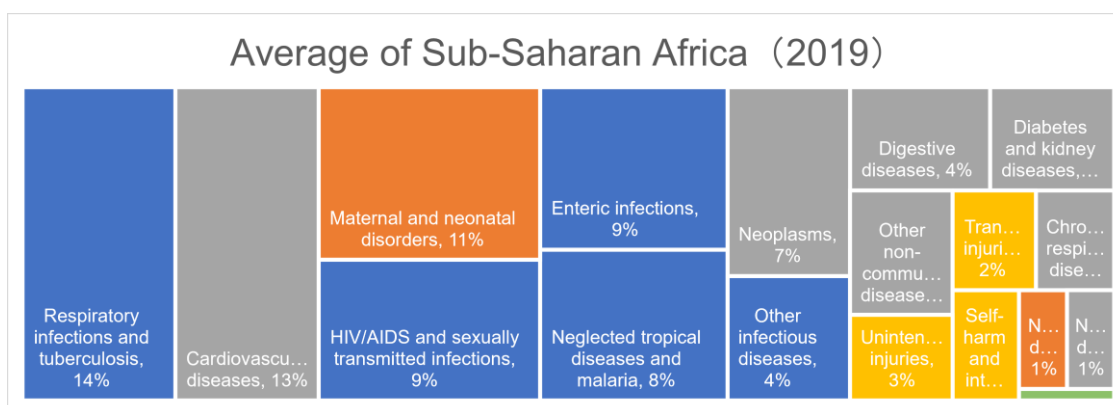 Average of Sub-Saharan Africa（2019）
Respiratory
infections and
tuberculosis,
14%
Cardiovascu…
diseases, 13%
Maternal and neonatal
disorders, 11%
HIV/AIDS and sexually
transmitted infections,
9%
Enteric infections,
9%
Neglected tropical
diseases and
malaria, 8%
Neoplasms,
7%
Other
infectious
diseases,
4%
Digestive
diseases, 4%
Diabetes
and kidney
diseases,…
Other
non-
commu…
disease…
Tran…
injuri…
2%
Chro…
respi…
dise…
Uninten…
injuries,
3%
Self-
harm
and
int…
N…
d…
1%
N…
d…
1%